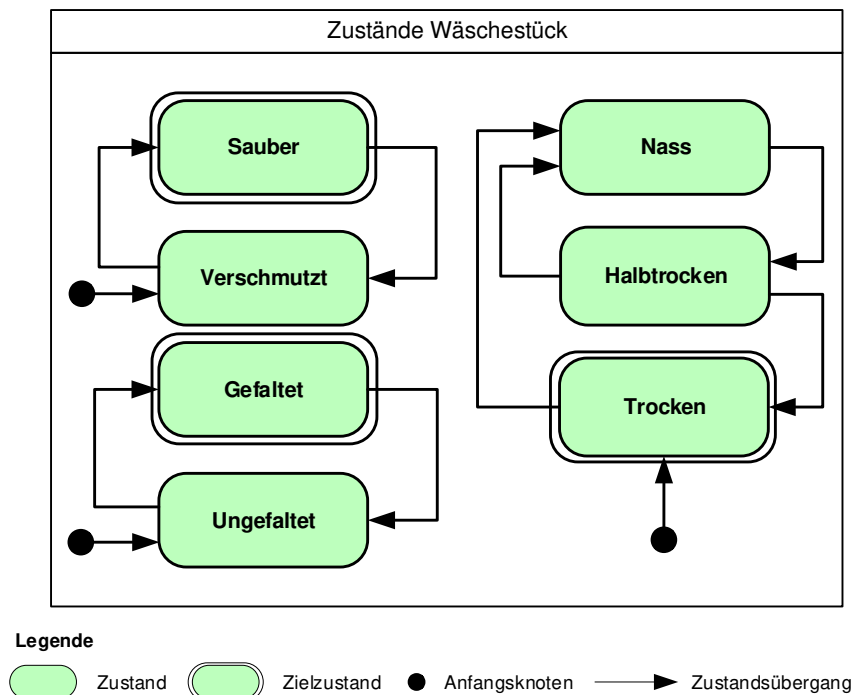 Zustände Wäschestück
Sauber
Verschmutzt
Gefaltet
Ungefaltet
Nass
Halbtrocken
Trocken
Legende
Zustand
Zielzustand
Anfangsknoten
Zustandsübergang